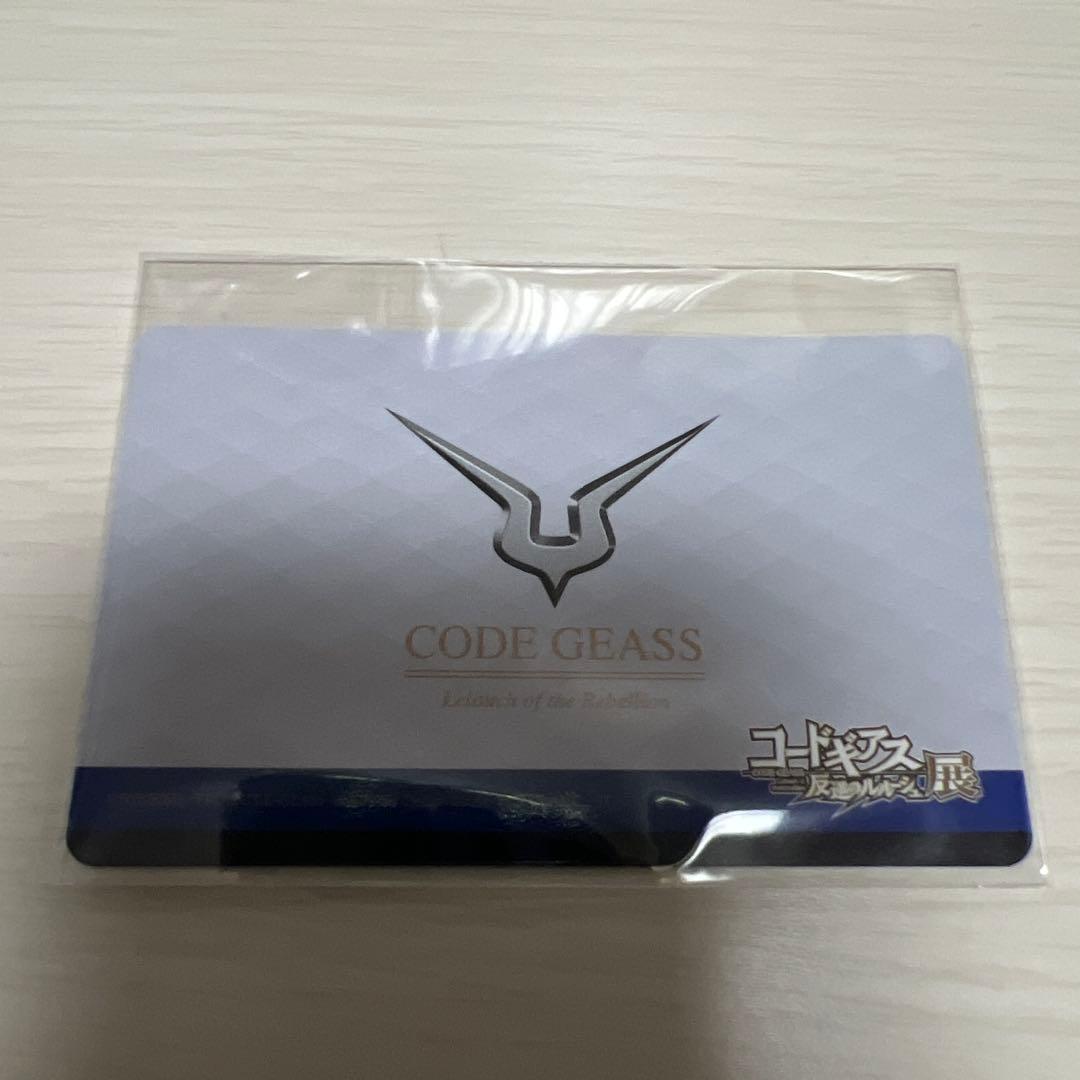 CODE GEASS
Lelouch of the Rebellion
コードギアス
反逆のルルーシュ 展